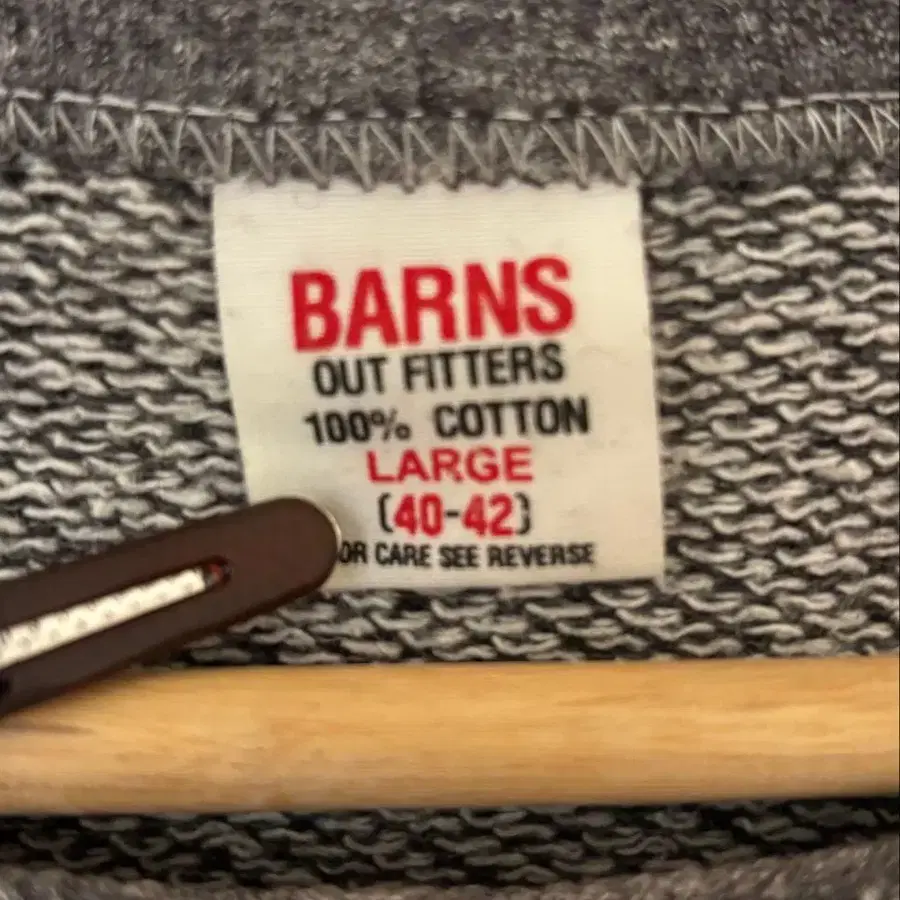 BARNS
OUT FITTERS
100% COTTON
LARGE
(40-42)
OR CARE SEE REVERSE